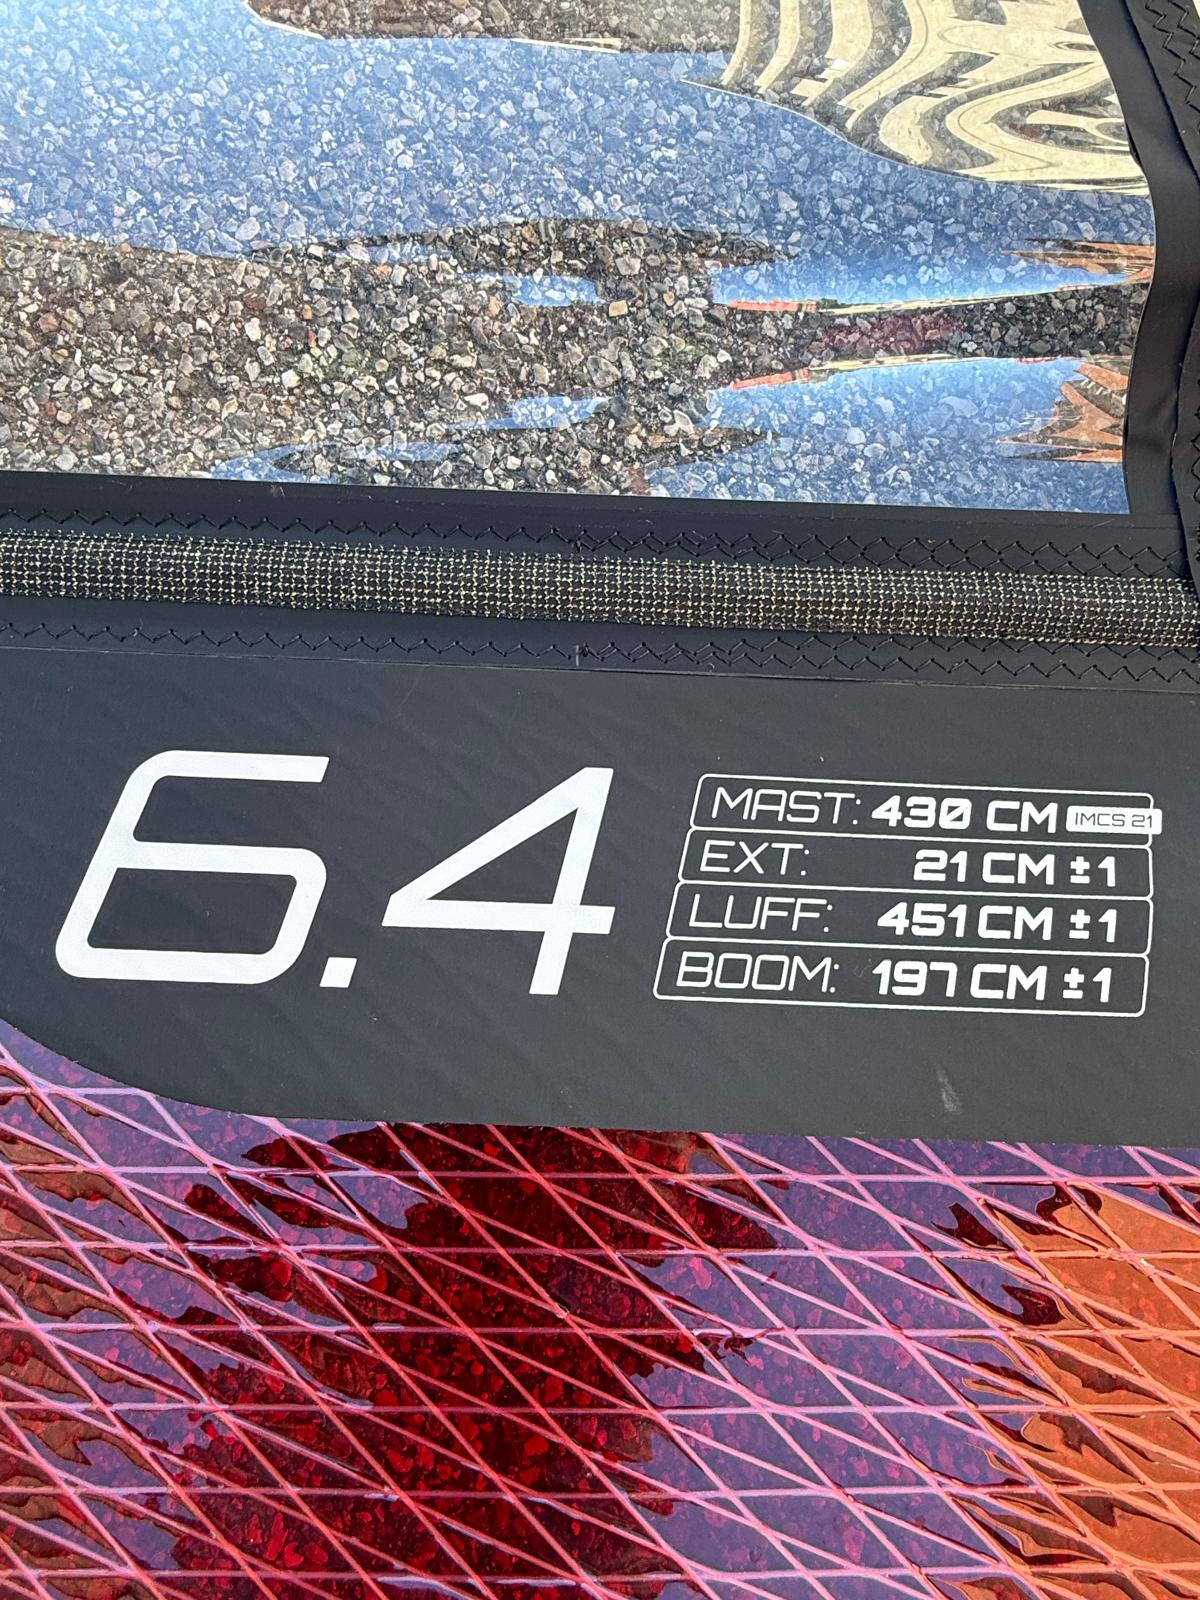 6.4
MAST: 430 CM IMCS 21
EXT: 21 CM ±1
LUFF: 451 CM ±1
BOOM: 197 CM ±1